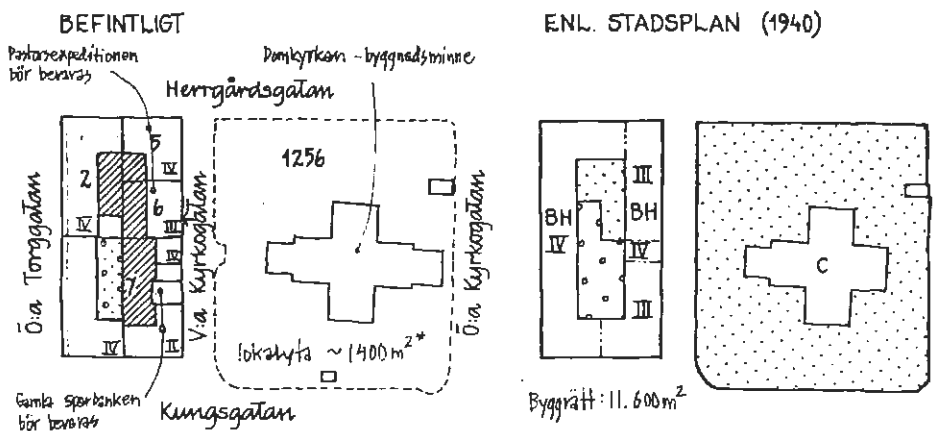 BEFINTLIGT
Pastorsexpeditionen
bör bevaras
Domkyrkan - byggnadsminne
Herrgårdsgatan
5
IV
2
6
III
IV
IV
7
IV
II
1256
Ö:a Torggatan
V:a Kyrkogatan
Ö:a Kyrkogatan
lokalyta ~ 1400 m²*
Gamla sparbanken
bör bevaras
Kungsgatan
ENL. STADSPLAN (1940)
III
BH
IV
BH
IV
III
C
Byggrätt: 11.600 m²